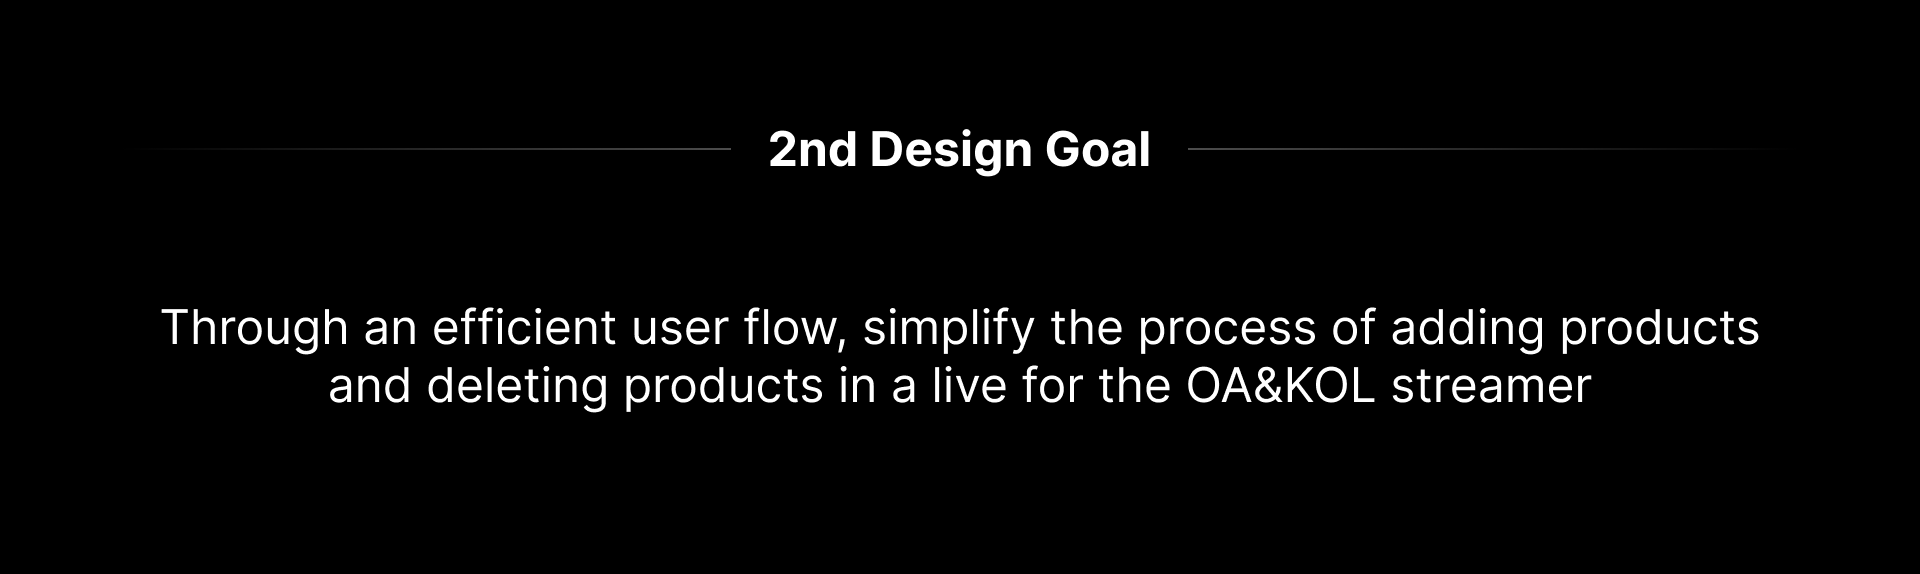 2nd Design Goal
Through an efficient user flow, simplify the process of adding products
and deleting products in a live for the OA&KOL streamer